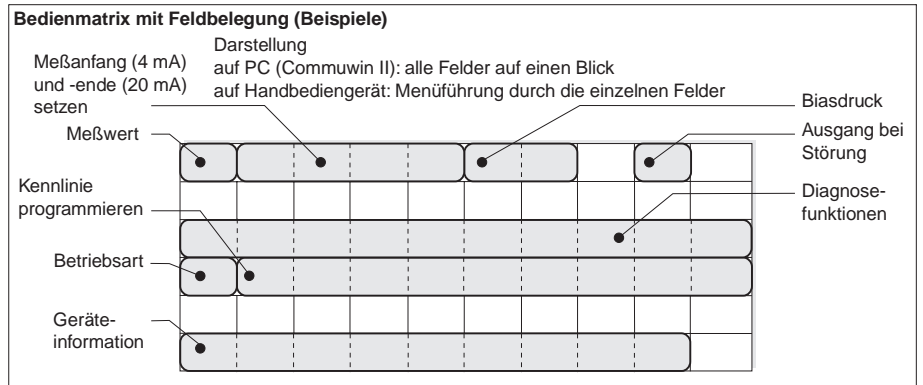 Bedienmatrix mit Feldbelegung (Beispiele)
Darstellung
auf PC (Commuwin II): alle Felder auf einen Blick
auf Handbediengerät: Menüführung durch die einzelnen Felder
Meßanfang (4 mA)
und -ende (20 mA)
setzen
Meßwert
Kennlinie
programmieren
Betriebsart
Geräte-
information
Biasdruck
Ausgang bei
Störung
Diagnose-
funktionen